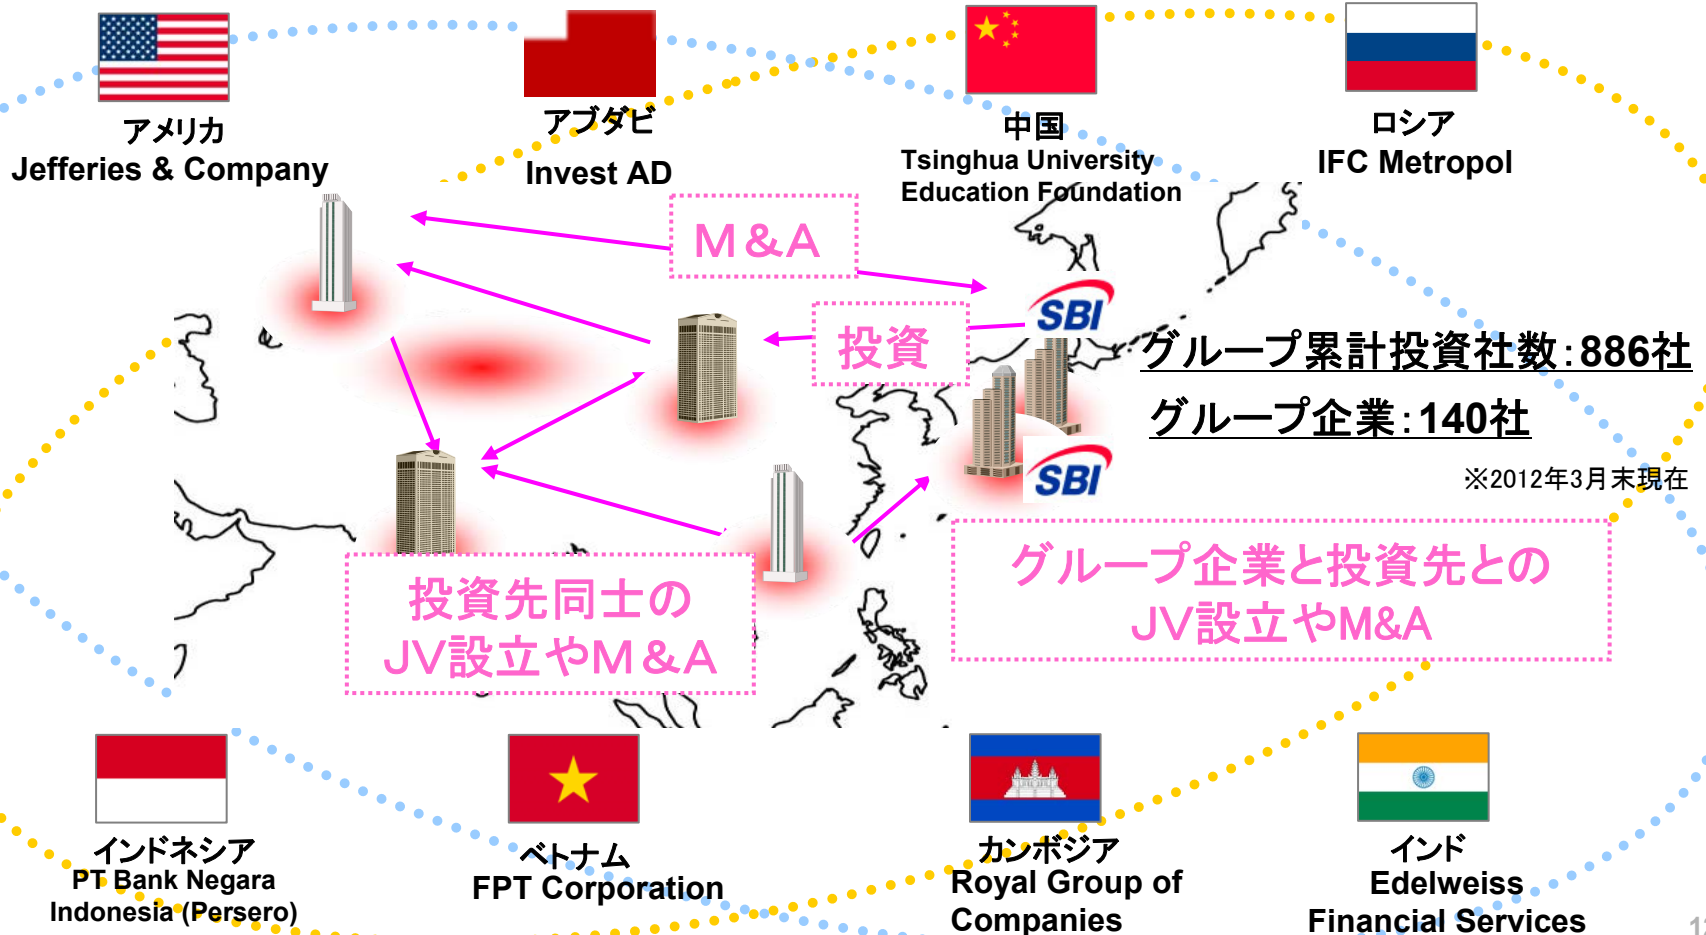 アメリカ
Jefferies & Company
アブダビ
Invest AD
中国
Tsinghua University
Education Foundation
ロシア
IFC Metropol
M&A
SBI
投資
グループ累計投資社数：886社
グループ企業：140社
SBI
※2012年3月末現在
投資先同士の
JV設立やM&A
グループ企業と投資先との
JV設立やM&A
インドネシア
PT Bank Negara
Indonesia (Persero)
ベトナム
FPT Corporation
カンボジア
Royal Group of
Companies
インド
Edelweiss
Financial Services